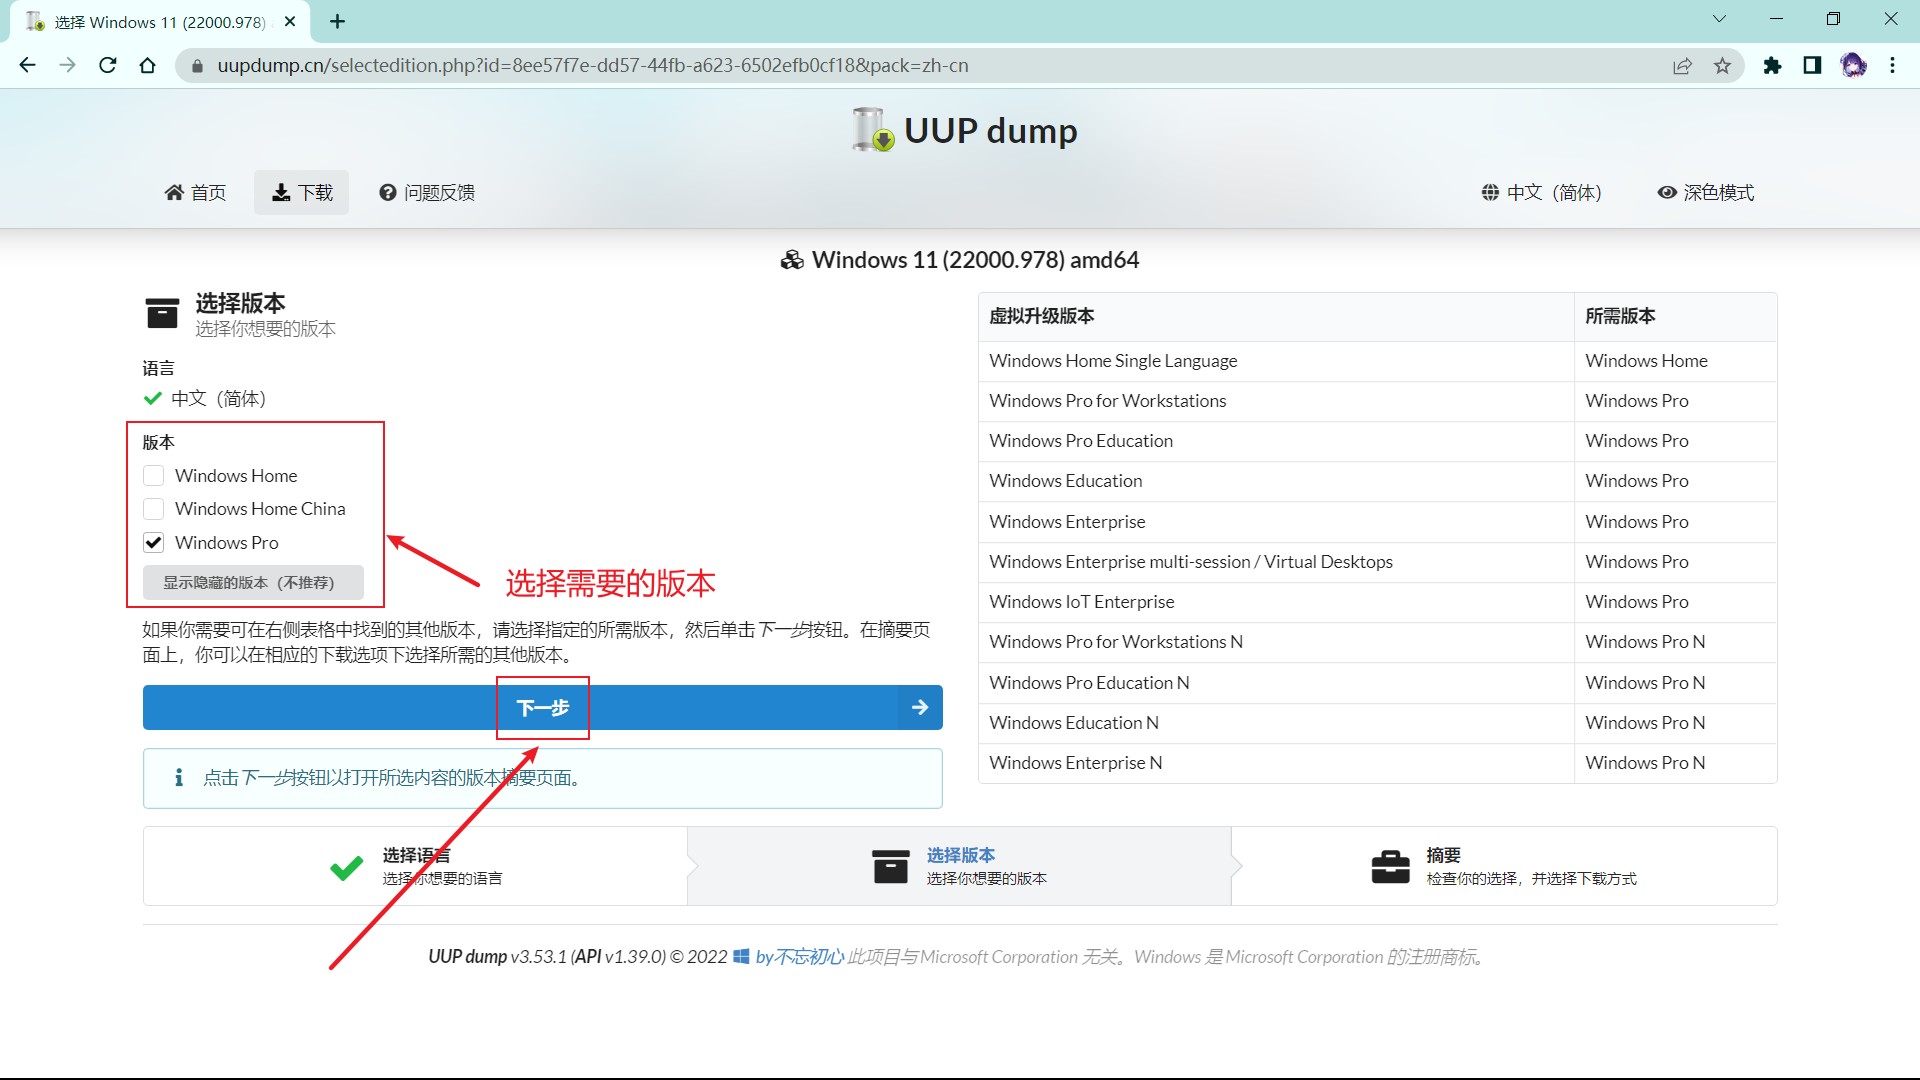 选择 Windows 11 (22000.978)
uupdump.cn/selectedition.php?id=8ee57f7e-dd57-44fb-a623-6502efb0cf18&pack=zh-cn
UUP dump
首页
下载
问题反馈
中文（简体）
深色模式
Windows 11 (22000.978) amd64
选择版本
选择你想要的版本
语言
中文（简体）
版本
Windows Home
Windows Home China
Windows Pro
显示隐藏的版本（不推荐）
选择需要的版本
如果你需要可在右侧表格中找到的其他版本，请选择指定的所需版本，然后单击下一步按钮。在摘要页
面上，你可以在相应的下载选项下选择所需的其他版本。
下一步
点击下一步按钮以打开所选内容的版本摘要页面。
虚拟升级版本 所需版本
Windows Home Single Language Windows Home
Windows Pro for Workstations Windows Pro
Windows Pro Education Windows Pro
Windows Education Windows Pro
Windows Enterprise Windows Pro
Windows Enterprise multi-session / Virtual Desktops Windows Pro
Windows IoT Enterprise Windows Pro
Windows Pro for Workstations N Windows Pro N
Windows Pro Education N Windows Pro N
Windows Education N Windows Pro N
Windows Enterprise N Windows Pro N
选择语言
选择你想要的语言
选择版本
选择你想要的版本
摘要
检查你的选择，并选择下载方式
UUP dump v3.53.1 (API v1.39.0) © 2022 by不忘初心 此项目与 Microsoft Corporation 无关。Windows 是 Microsoft Corporation 的注册商标。